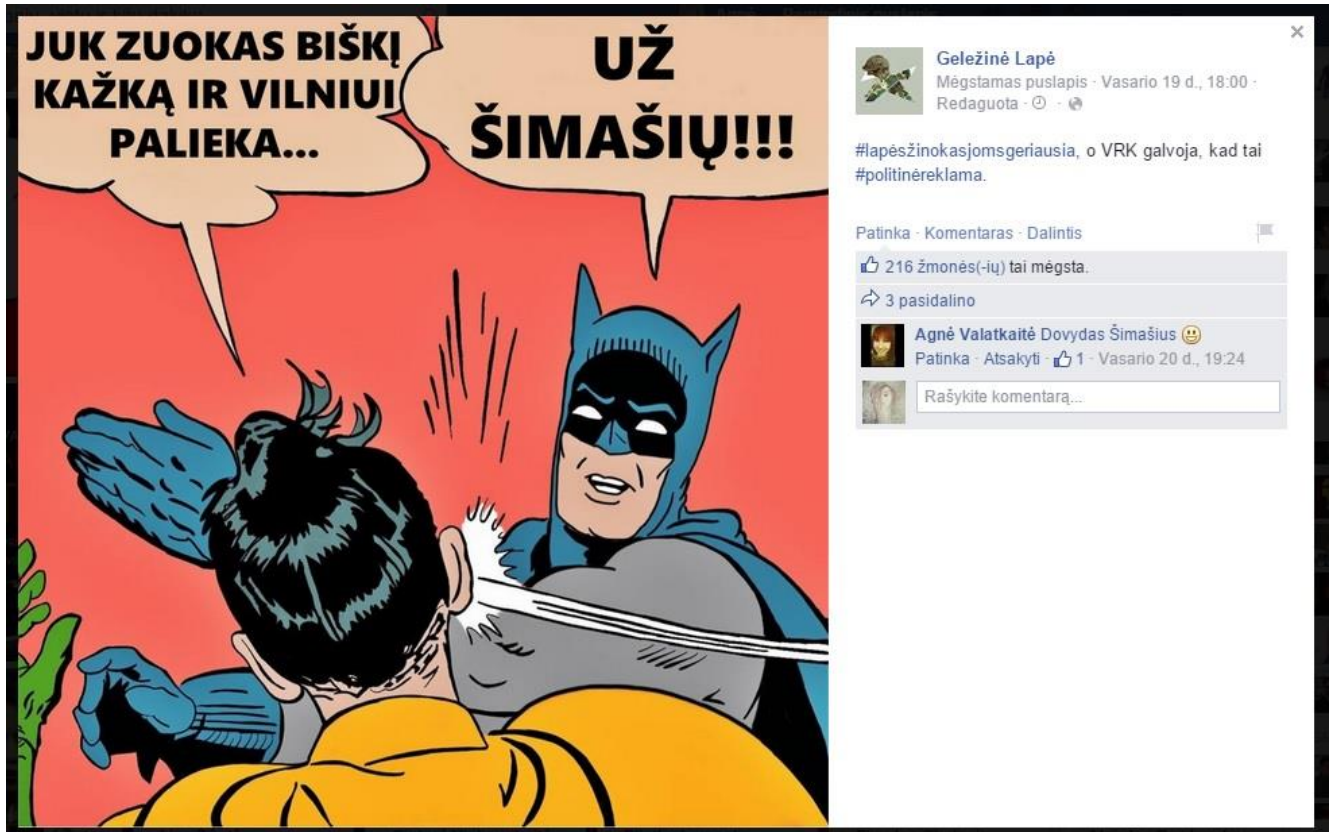 JUK ZUOKAS BIŠKĮ
KAŽKĄ IR VILNIUI
PALIEKA...
UŽ
ŠIMAŠIŲ!!!
Geležinė Lapė
Mėgstamas puslapis · Vasario 19 d., 18:00 ·
Redaguota ·
#lapėsžinokasjomsgeriausia, o VRK galvoja, kad tai
#politinėreklama.
Patinka · Komentaras · Dalintis
216 žmonės(-ių) tai mėgsta.
3 pasidalino
Agnė Valatkaitė Dovydas Šimašius
Patinka · Atsakyti · 1 · Vasario 20 d., 19:24
Rašykite komentarą...